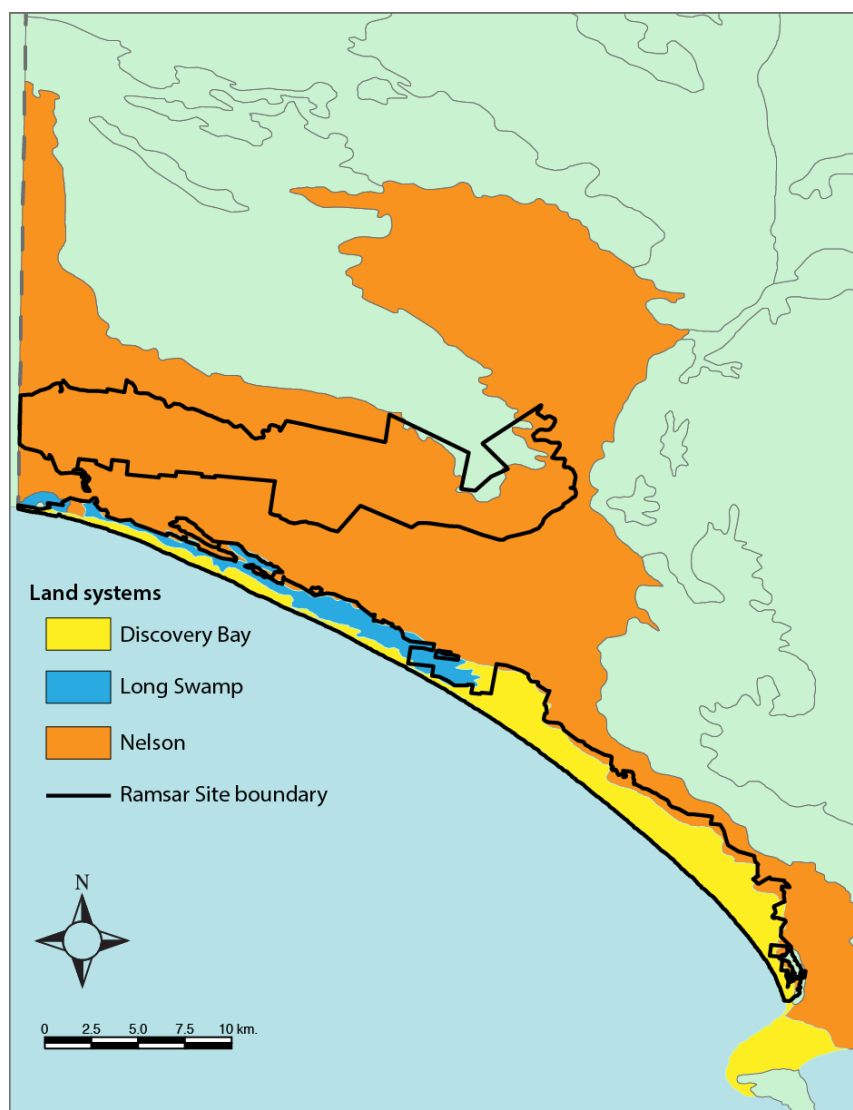 Land systems
Discovery Bay
Long Swamp
Nelson
Ramsar Site boundary
N
0 2.5 5.0 7.5 10 km.